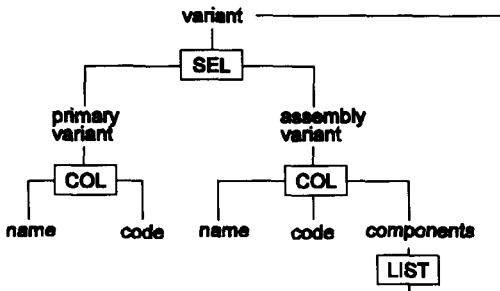 variant
SEL
primary assembly
variant variant
COL COL
name code name code components
LIST